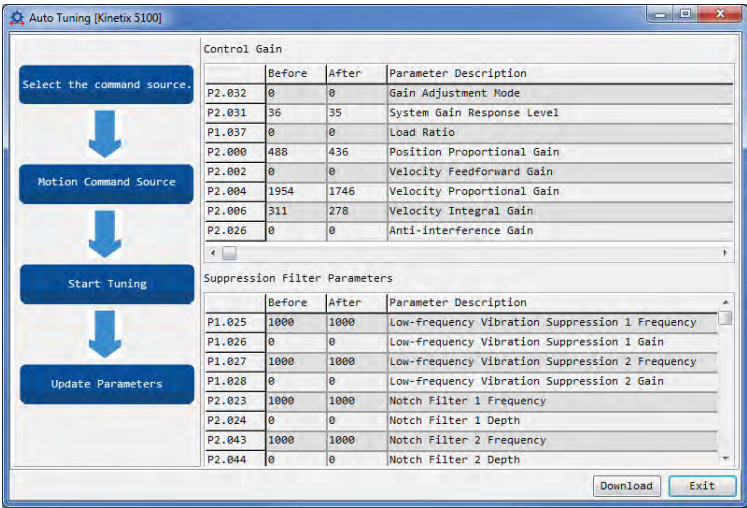 Auto Tuning [Kinetix 5100]
Select the command source.
Motion Command Source
Start Tuning
Update Parameters
Control Gain
Before After Parameter Description
P2.032 0 0 Gain Adjustment Mode
P2.031 36 35 System Gain Response Level
P1.037 0 0 Load Ratio
P2.000 488 436 Position Proportional Gain
P2.002 0 0 Velocity Feedforward Gain
P2.004 1954 1746 Velocity Proportional Gain
P2.006 311 278 Velocity Integral Gain
P2.026 0 0 Anti-interference Gain
Suppression Filter Parameters
Before After Parameter Description
P1.025 1000 1000 Low-frequency Vibration Suppression 1 Frequency
P1.026 0 0 Low-frequency Vibration Suppression 1 Gain
P1.027 1000 1000 Low-frequency Vibration Suppression 2 Frequency
P1.028 0 0 Low-frequency Vibration Suppression 2 Gain
P2.023 1000 1000 Notch Filter 1 Frequency
P2.024 0 0 Notch Filter 1 Depth
P2.043 1000 1000 Notch Filter 2 Frequency
P2.044 0 0 Notch Filter 2 Depth
Download Exit